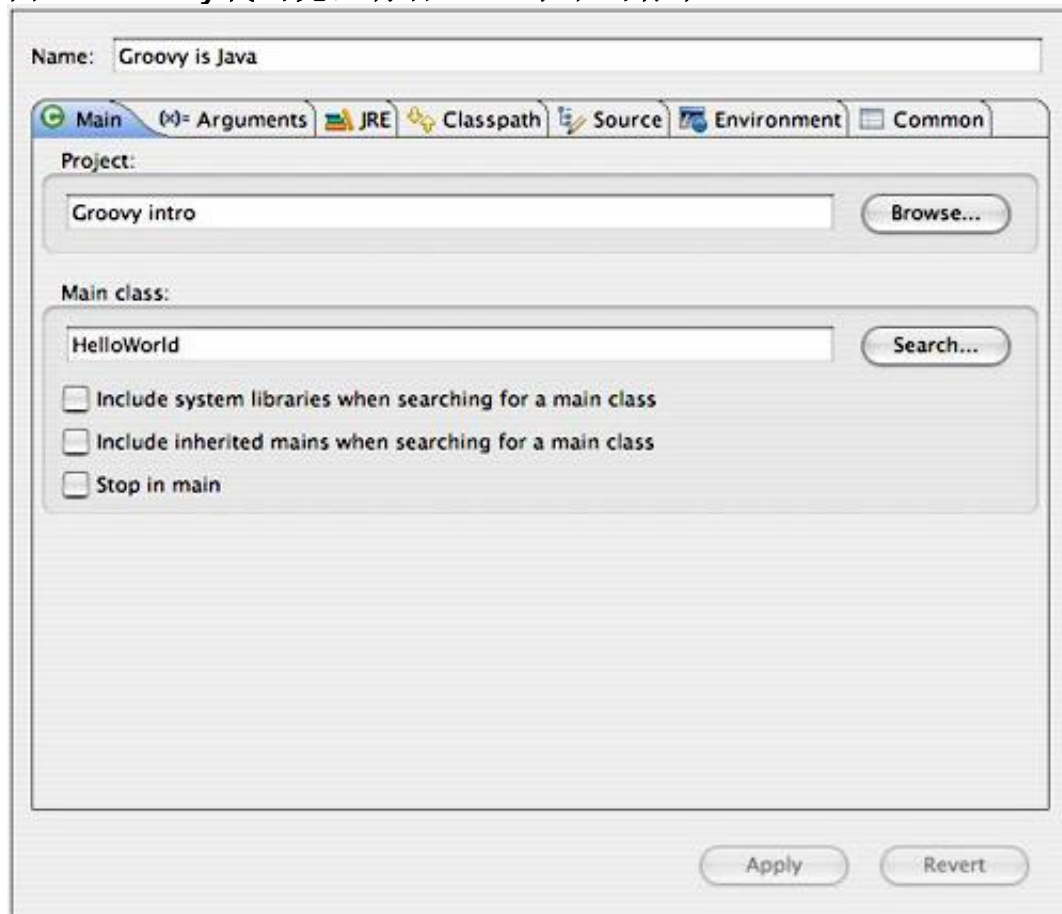 Name: Groovy is Java
Main (x)= Arguments JRE Classpath Source Environment Common
Project:
Groovy intro Browse...
Main class:
HelloWorld Search...
Include system libraries when searching for a main class
Include inherited mains when searching for a main class
Stop in main
Apply Revert